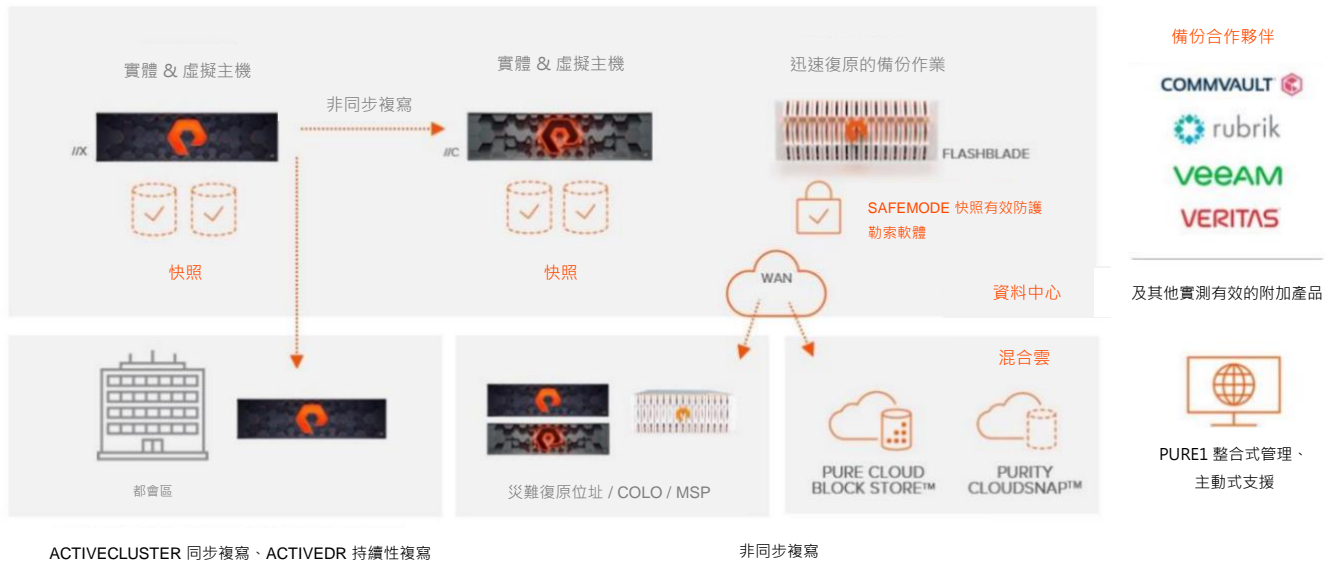 實體 & 虛擬主機
實體 & 虛擬主機
迅速復原的備份作業
非同步複寫
//X
//C
FLASHBLADE
SAFEMODE 快照有效防護
勒索軟體
快照
快照
WAN
資料中心
備份合作夥伴
COMMVAULT
rubrik
VEEAM
VERITAS
及其他實測有效的附加產品
都會區
災難復原位址 / COLO / MSP
混合雲
PURE CLOUD
BLOCK STORE™
PURITY
CLOUDSNAP™
PURE1 整合式管理、
主動式支援
ACTIVECLUSTER 同步複寫、ACTIVEDR 持續性複寫
非同步複寫